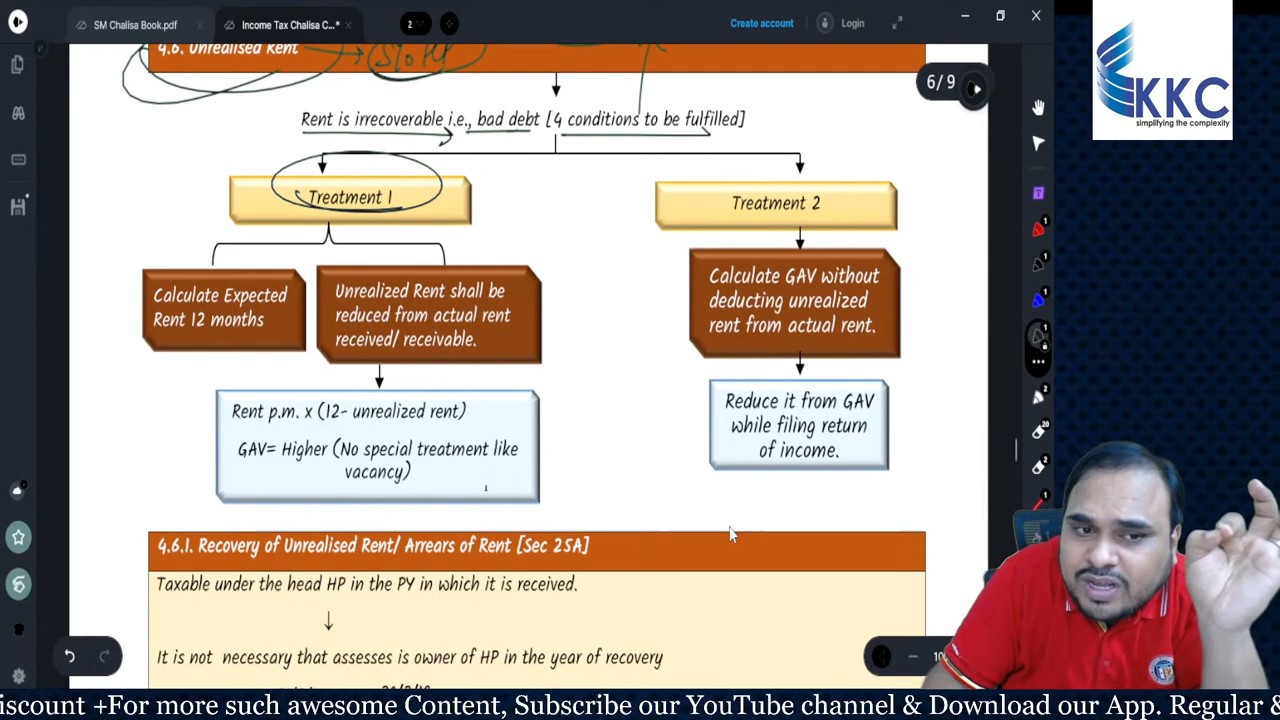 SM Chalisa Book.pdf
Income Tax Chalisa C...*
2
Create account
Login
4.6. Unrealised Rent
S/o HP
6/9
KKC
simplifying the complexity
Rent is irrecoverable i.e., bad debt [4 conditions to be fulfilled]
Treatment 1
Treatment 2
Calculate Expected
Rent 12 months
Unrealized Rent shall be
reduced from actual rent
received/ receivable.
Calculate GAV without
deducting unrealized
rent from actual rent.
Rent p.m. x (12- unrealized rent)
GAV= Higher (No special treatment like
vacancy)
Reduce it from GAV
while filing return
of income.
4.6.1. Recovery of Unrealised Rent/ Arrears of Rent [Sec 25A]
Taxable under the head HP in the PY in which it is received.
It is not necessary that assesses is owner of HP in the year of recovery
10
iscount +For more such awesome Content, Subscribe our YouTube channel & Download our App. Regular &